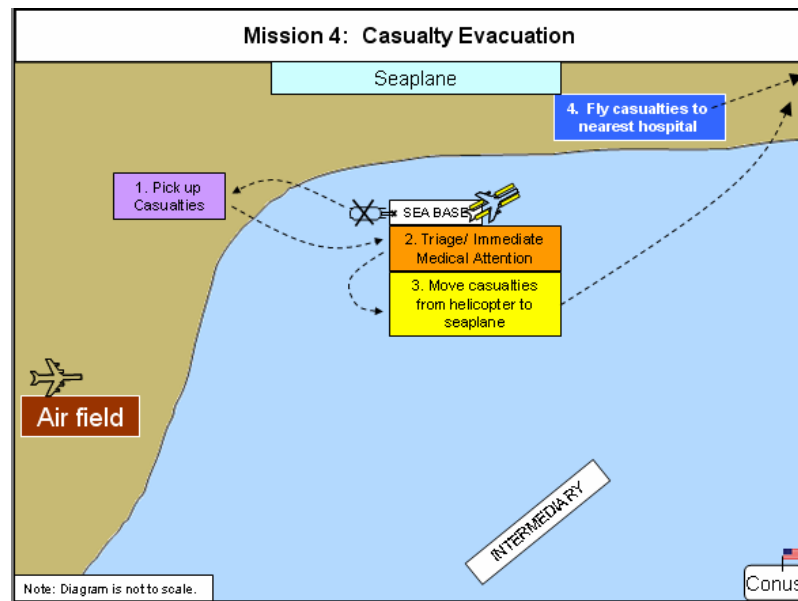 Mission 4: Casualty Evacuation
Seaplane
4. Fly casualties to
nearest hospital
1. Pick up
Casualties
SEA BASE
2. Triage/ Immediate
Medical Attention
3. Move casualties
from helicopter to
seaplane
Air field
INTERMEDIARY
Note: Diagram is not to scale.
Conus